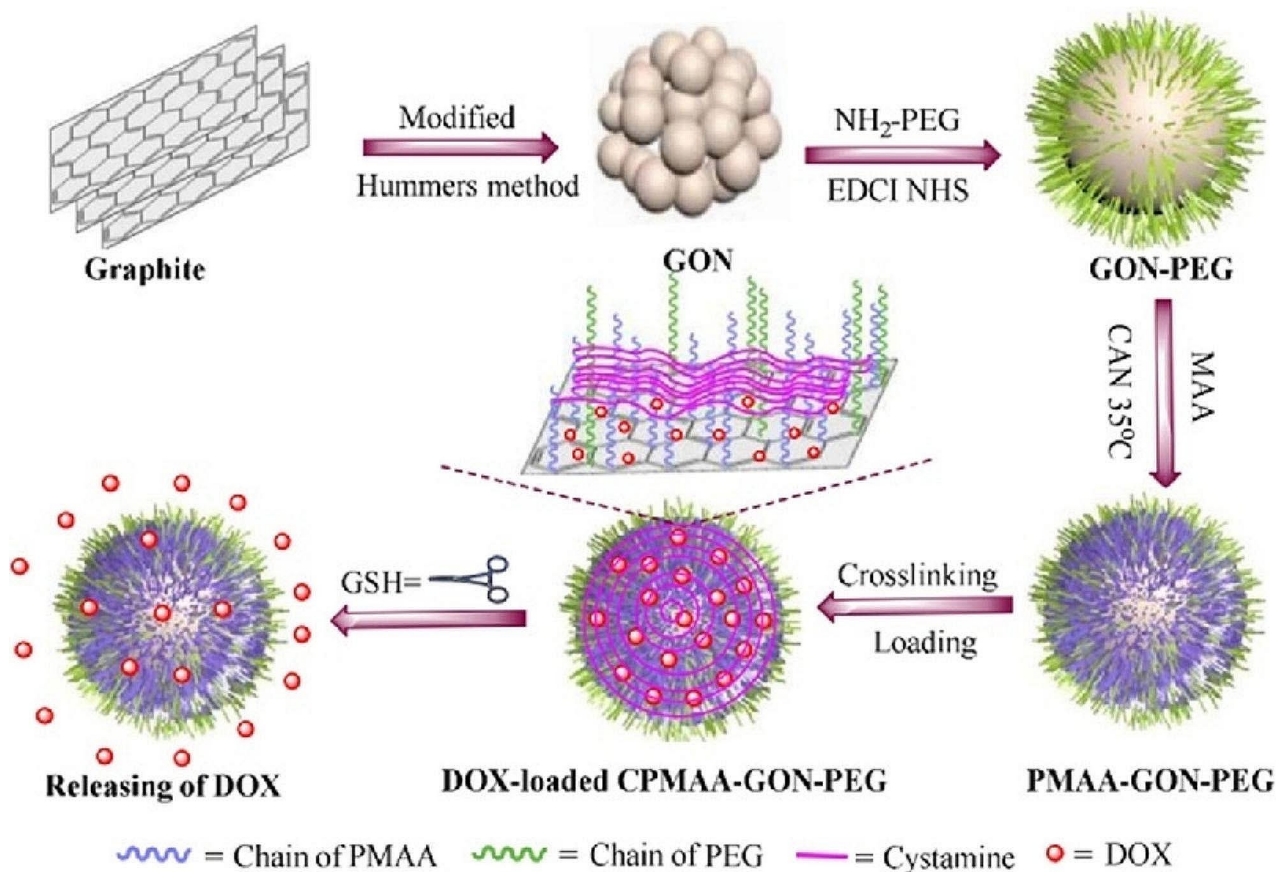 Modified
Hummers method
NH₂-PEG
EDCI NHS
Graphite
GON
GON-PEG
MAA
CAN 35⁰C
GSH=
Crosslinking
Loading
Releasing of DOX
DOX-loaded CPMAA-GON-PEG
PMAA-GON-PEG
= Chain of PMAA = Chain of PEG = Cystamine = DOX